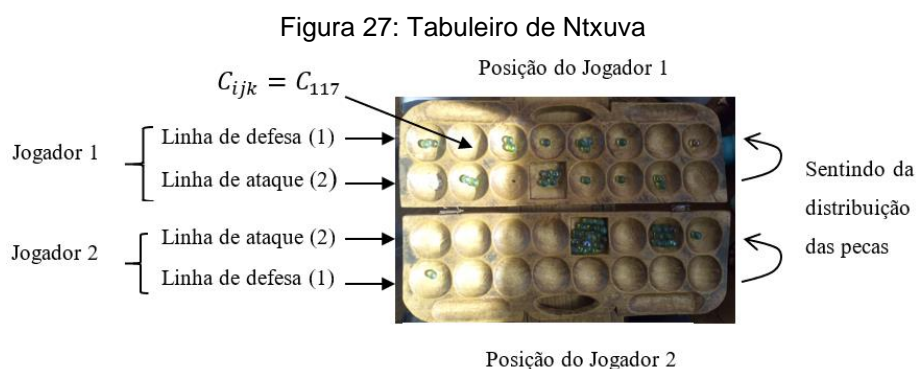 Figura 27: Tabuleiro de Ntxuva
Posição do Jogador 1
C_{ijk} = C_{117}
Jogador 1
Linha de defesa (1)
Linha de ataque (2)
Jogador 2
Linha de ataque (2)
Linha de defesa (1)
Sentindo da
distribuição
das pecas
Posição do Jogador 2